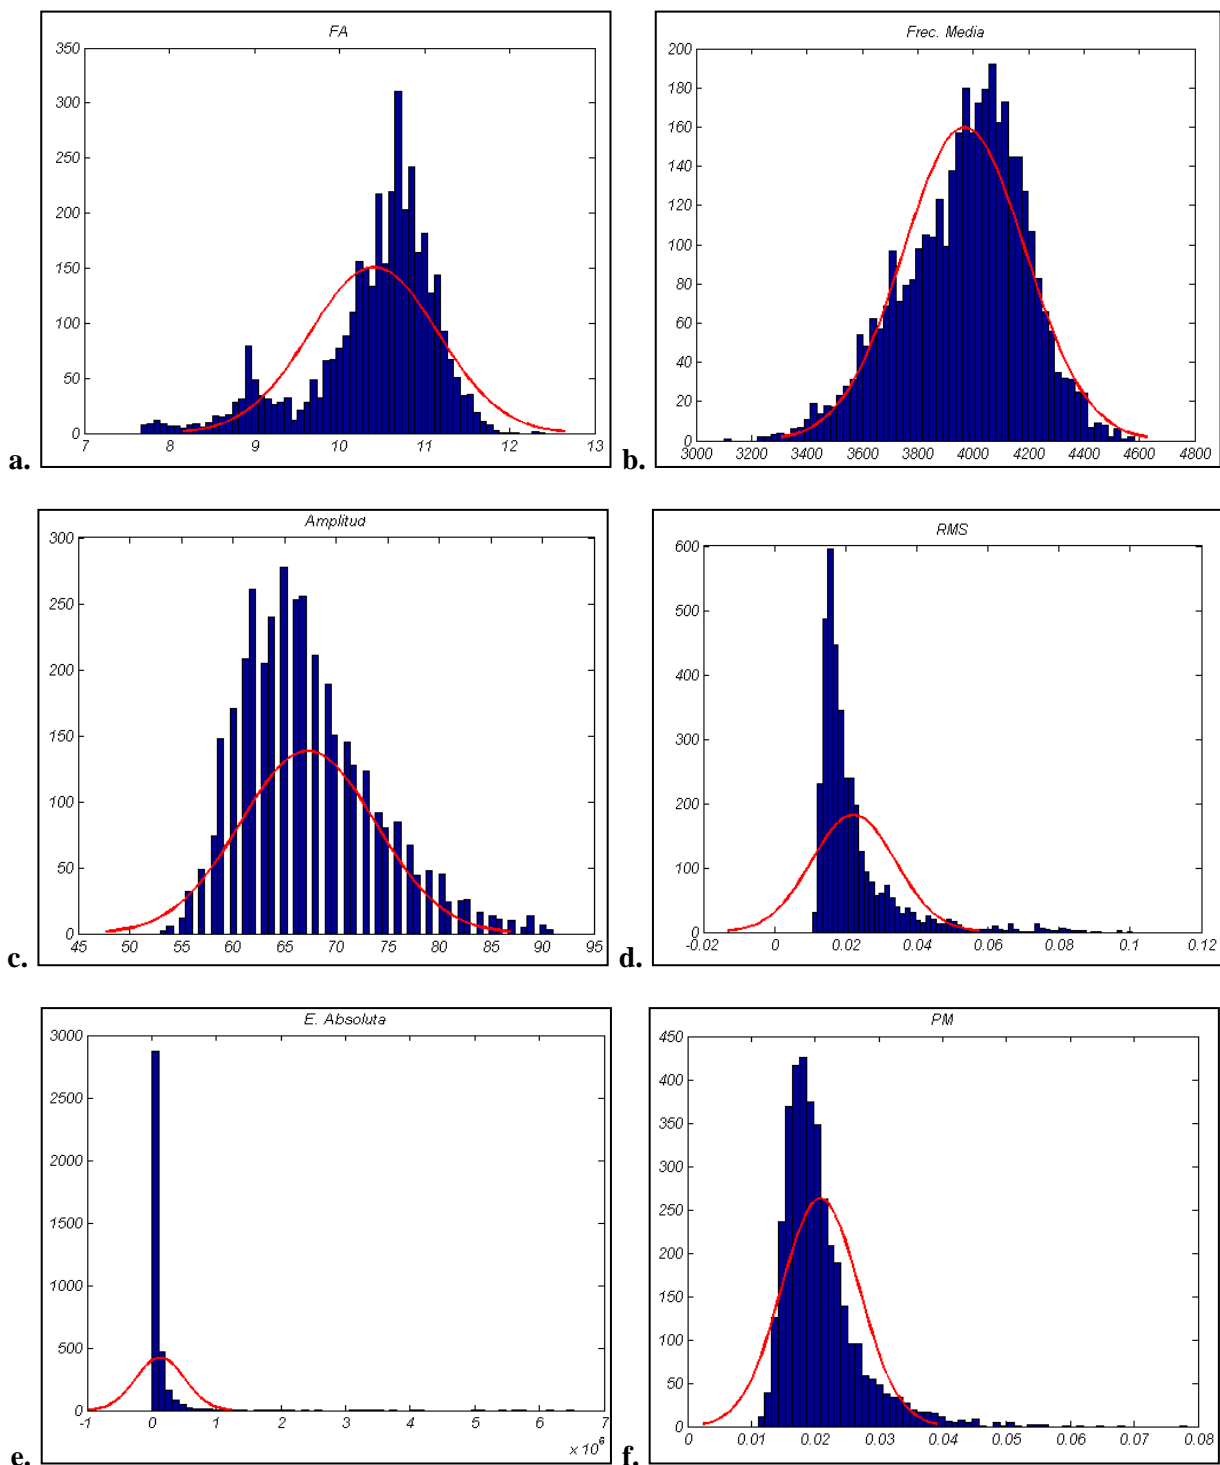 FA
350
300
250
200
150
100
50
0
7 8 9 10 11 12 13
a.
Frec. Media
200
180
160
140
120
100
80
60
40
20
0
3000 3200 3400 3600 3800 4000 4200 4400 4600 4800
b.
Amplitud
300
250
200
150
100
50
0
45 50 55 60 65 70 75 80 85 90 95
c.
RMS
600
500
400
300
200
100
0
-0.02 0 0.02 0.04 0.06 0.08 0.1 0.12
d.
E. Absoluta
3000
2500
2000
1500
1000
500
0
-1 0 1 2 3 4 5 6 7
x 10^6
e.
PM
450
400
350
300
250
200
150
100
50
0
0 0.01 0.02 0.03 0.04 0.05 0.06 0.07 0.08
f.